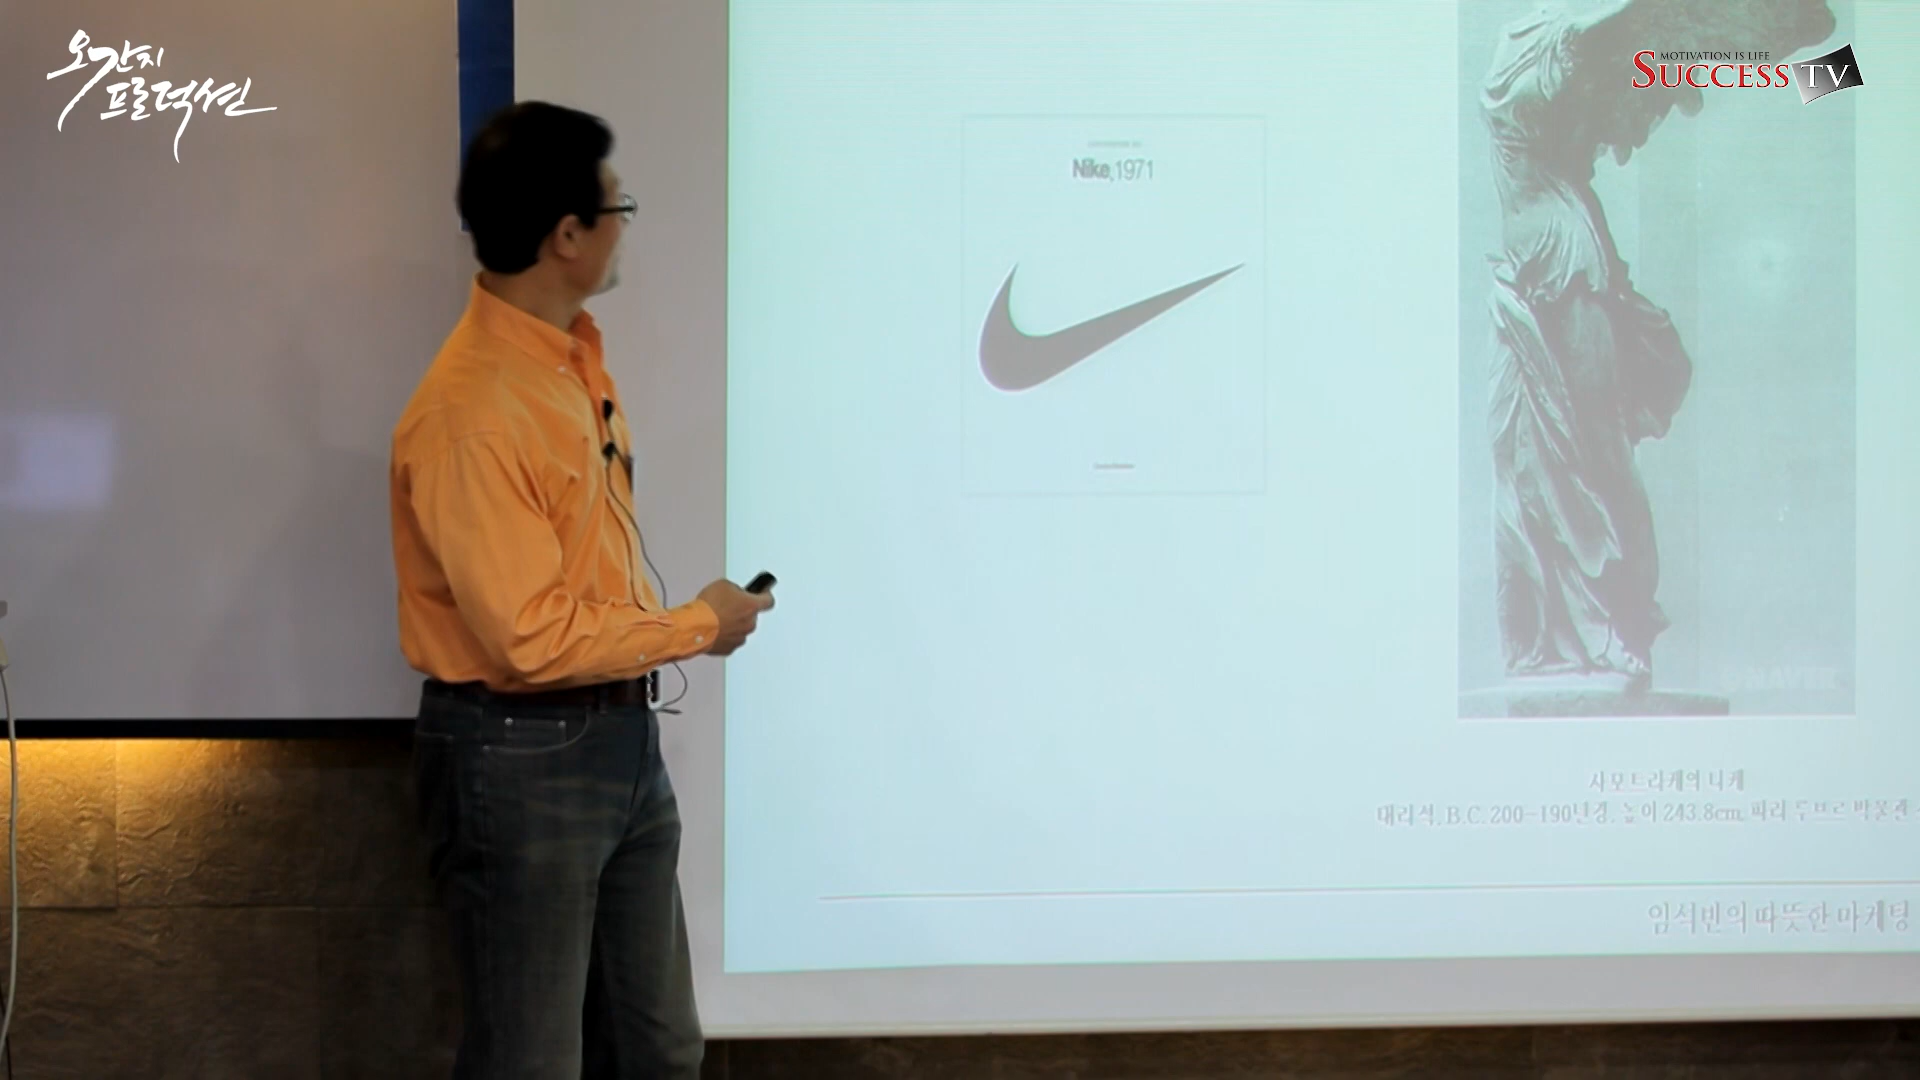 오간지
프로덕션
MOTIVATION IS LIFE
SUCCESS TV
Nike, 1971
사모트라케의 니케
대리석, B.C. 200-190년경, 높이 243.8cm, 파리 루브르 박물관
임석빈의 따뜻한 마케팅